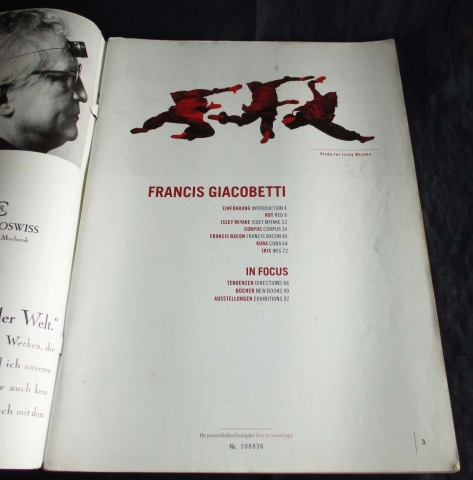 OSWISS
Mechanik
der Welt."
Werken, die
ich unseren
auch kein
ch mit den
Study for Issey Miyake
FRANCIS GIACOBETTI
EINFÜHRUNG INTRODUCTION 4
ROT RED 8
ISSEY MIYAKE ISSEY MIYAKE 22
CORPUS CORPUS 36
FRANCIS BACON FRANCIS BACON 46
KUBA CUBA 64
IRIS IRIS 72
IN FOCUS
TENDENZEN DIRECTIONS 88
BÜCHER NEW BOOKS 90
AUSSTELLUNGEN EXHIBITIONS 92
Ihr persönliches Exemplar Your personal copy
Nr. 008836
3